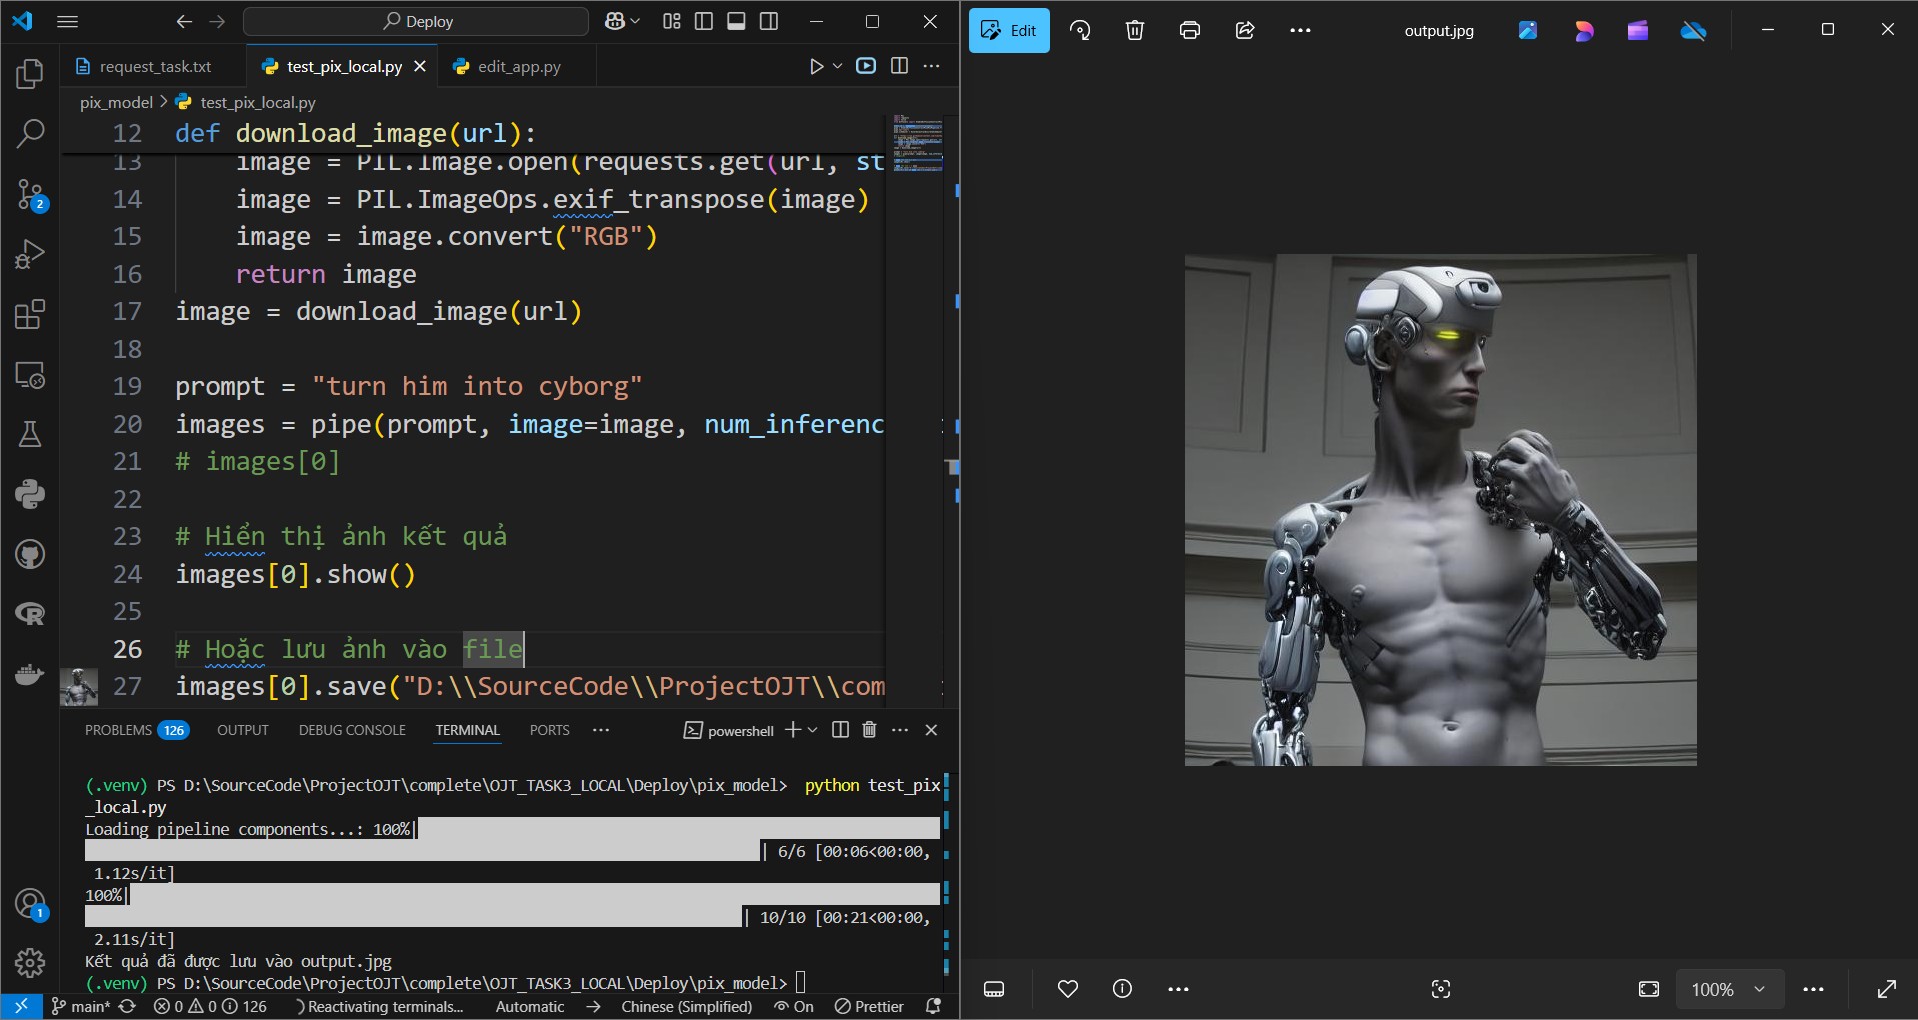 Deploy
request_task.txt
test_pix_local.py
edit_app.py
pix_model > test_pix_local.py
12 def download_image(url):
13 image = PIL.Image.open(requests.get(url, st
14 image = PIL.ImageOps.exif_transpose(image)
15 image = image.convert("RGB")
16 return image
17 image = download_image(url)
18
19 prompt = "turn him into cyborg"
20 images = pipe(prompt, image=image, num_inferenc
21 # images[0]
22
23 # Hiển thị ảnh kết quả
24 images[0].show()
25
26 # Hoặc lưu ảnh vào file
27 images[0].save("D:\\SourceCode\\ProjectOJT\\com
2
1
PROBLEMS 126 OUTPUT DEBUG CONSOLE TERMINAL PORTS
powershell
(.venv) PS D:\SourceCode\ProjectOJT\complete\OJT_TASK3_LOCAL\Deploy\pix_model> python test_pix
_local.py
Loading pipeline components...: 100%|
| 6/6 [00:06<00:00,
1.12s/it]
100%|
| 10/10 [00:21<00:00,
2.11s/it]
Kết quả đã được lưu vào output.jpg
(.venv) PS D:\SourceCode\ProjectOJT\complete\OJT_TASK3_LOCAL\Deploy\pix_model>
main* 0 0 126 Reactivating terminals... Automatic → Chinese (Simplified) On Prettier
Edit
output.jpg
100%